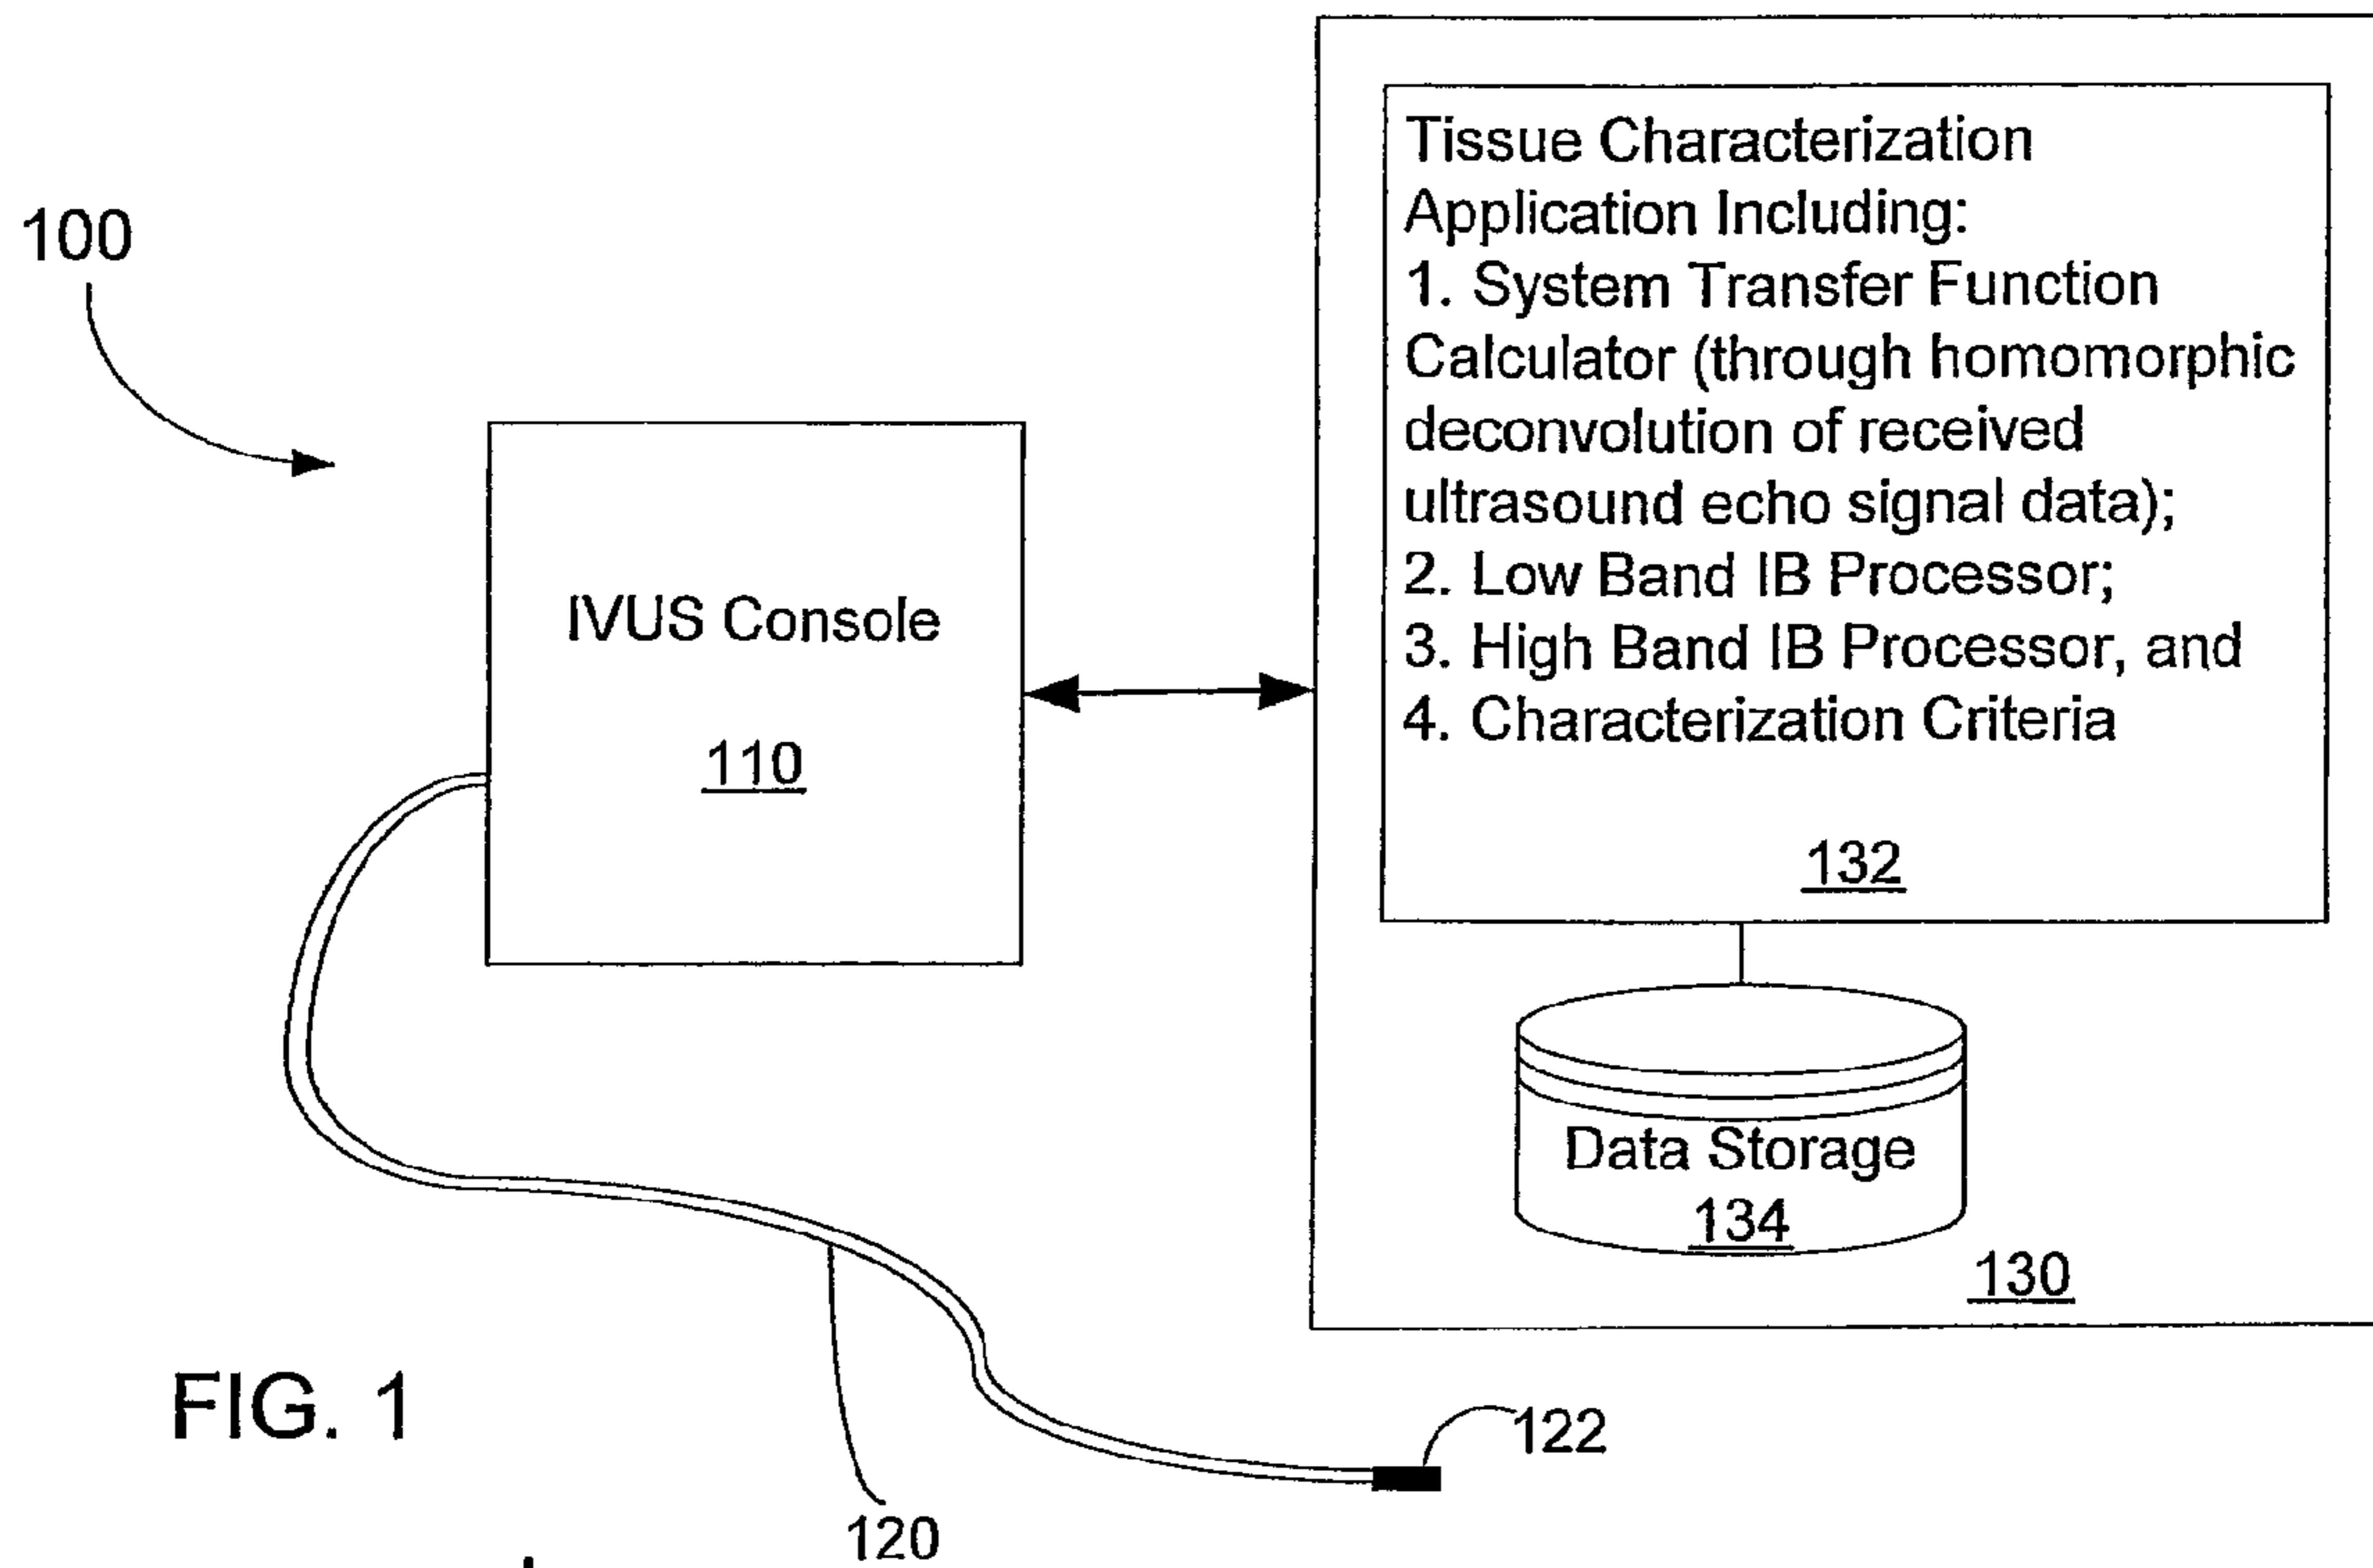 100
IVUS Console
110
Tissue Characterization
Application Including:
1. System Transfer Function
Calculator (through homomorphic
deconvolution of received
ultrasound echo signal data);
2. Low Band IB Processor;
3. High Band IB Processor, and
4. Characterization Criteria
132
Data Storage
134
130
FIG. 1
122
120